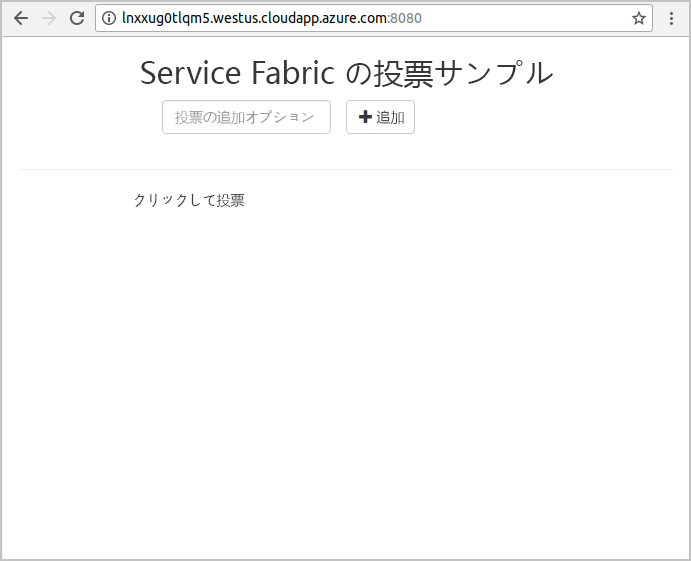 lnxxug0tlqm5.westus.cloudapp.azure.com:8080
Service Fabric の投票サンプル
投票の追加オプション
追加
クリックして投票